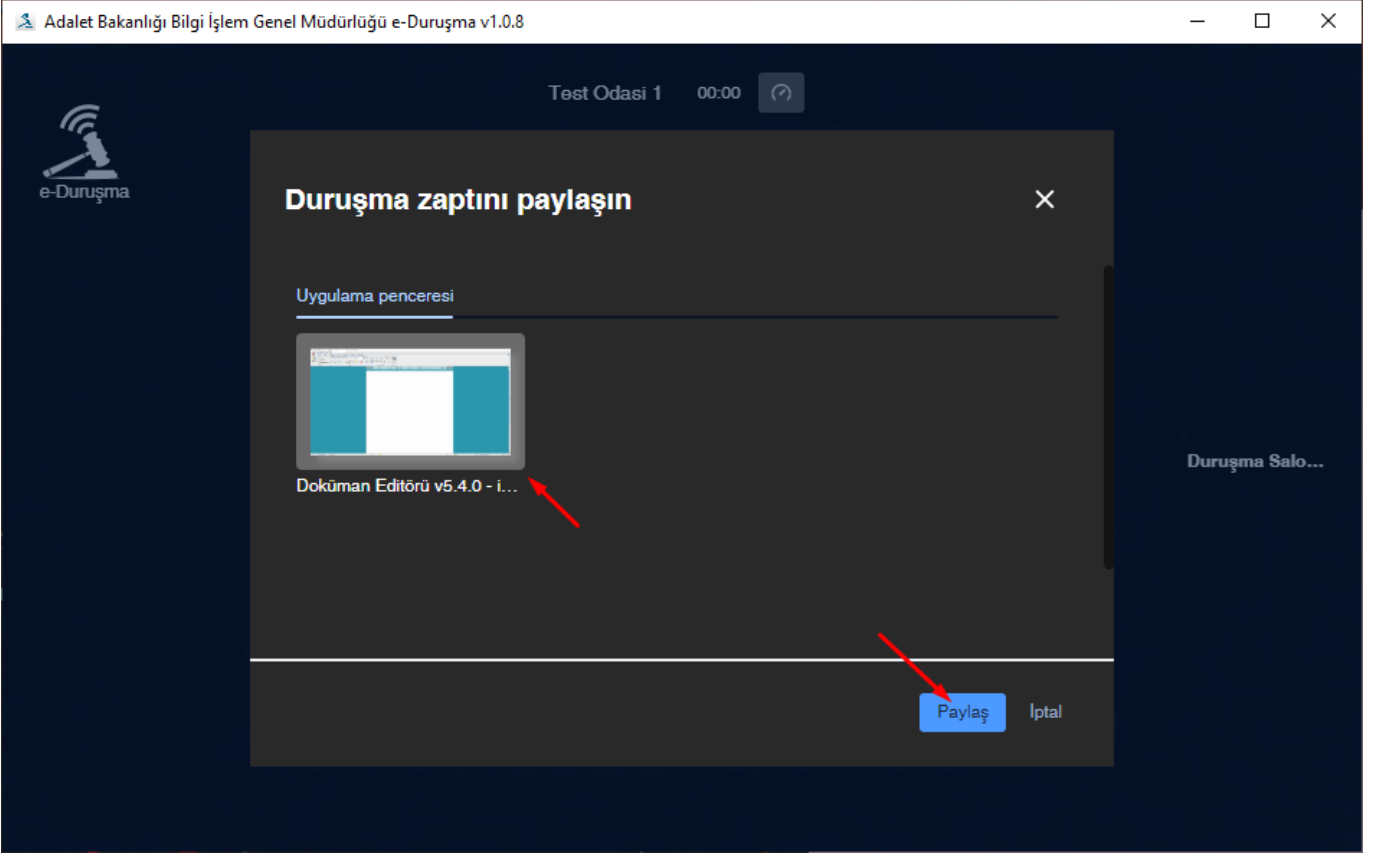 Adalet Bakanlığı Bilgi İşlem Genel Müdürlüğü e-Duruşma v1.0.8
Test Odasi 1 00:00
e-Duruşma
Duruşma zaptını paylaşın
Uygulama penceresi
Doküman Editörü v5.4.0 - i...
Duruşma Salo...
Paylaş İptal